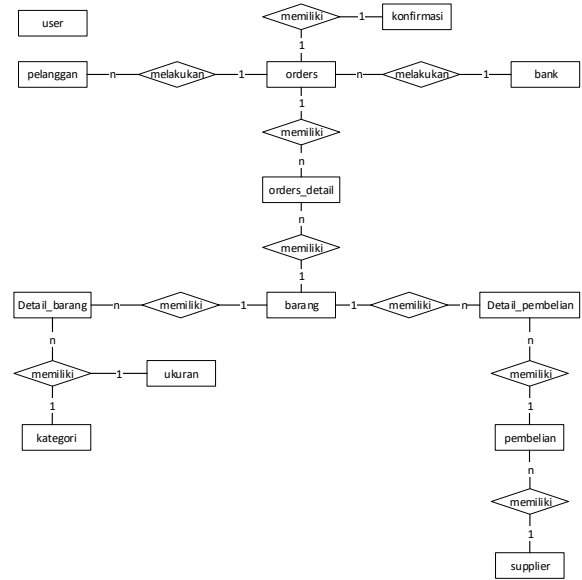 memiliki 1 konfirmasi
user
1
pelanggan n melakukan 1 orders n melakukan 1 bank
1
memiliki
n
orders_detail
n
memiliki
1
Detail_barang n memiliki 1 barang 1 memiliki n Detail_pembelian
n n
memiliki 1 ukuran memiliki
1 1
kategori pembelian
n
memiliki
1
supplier